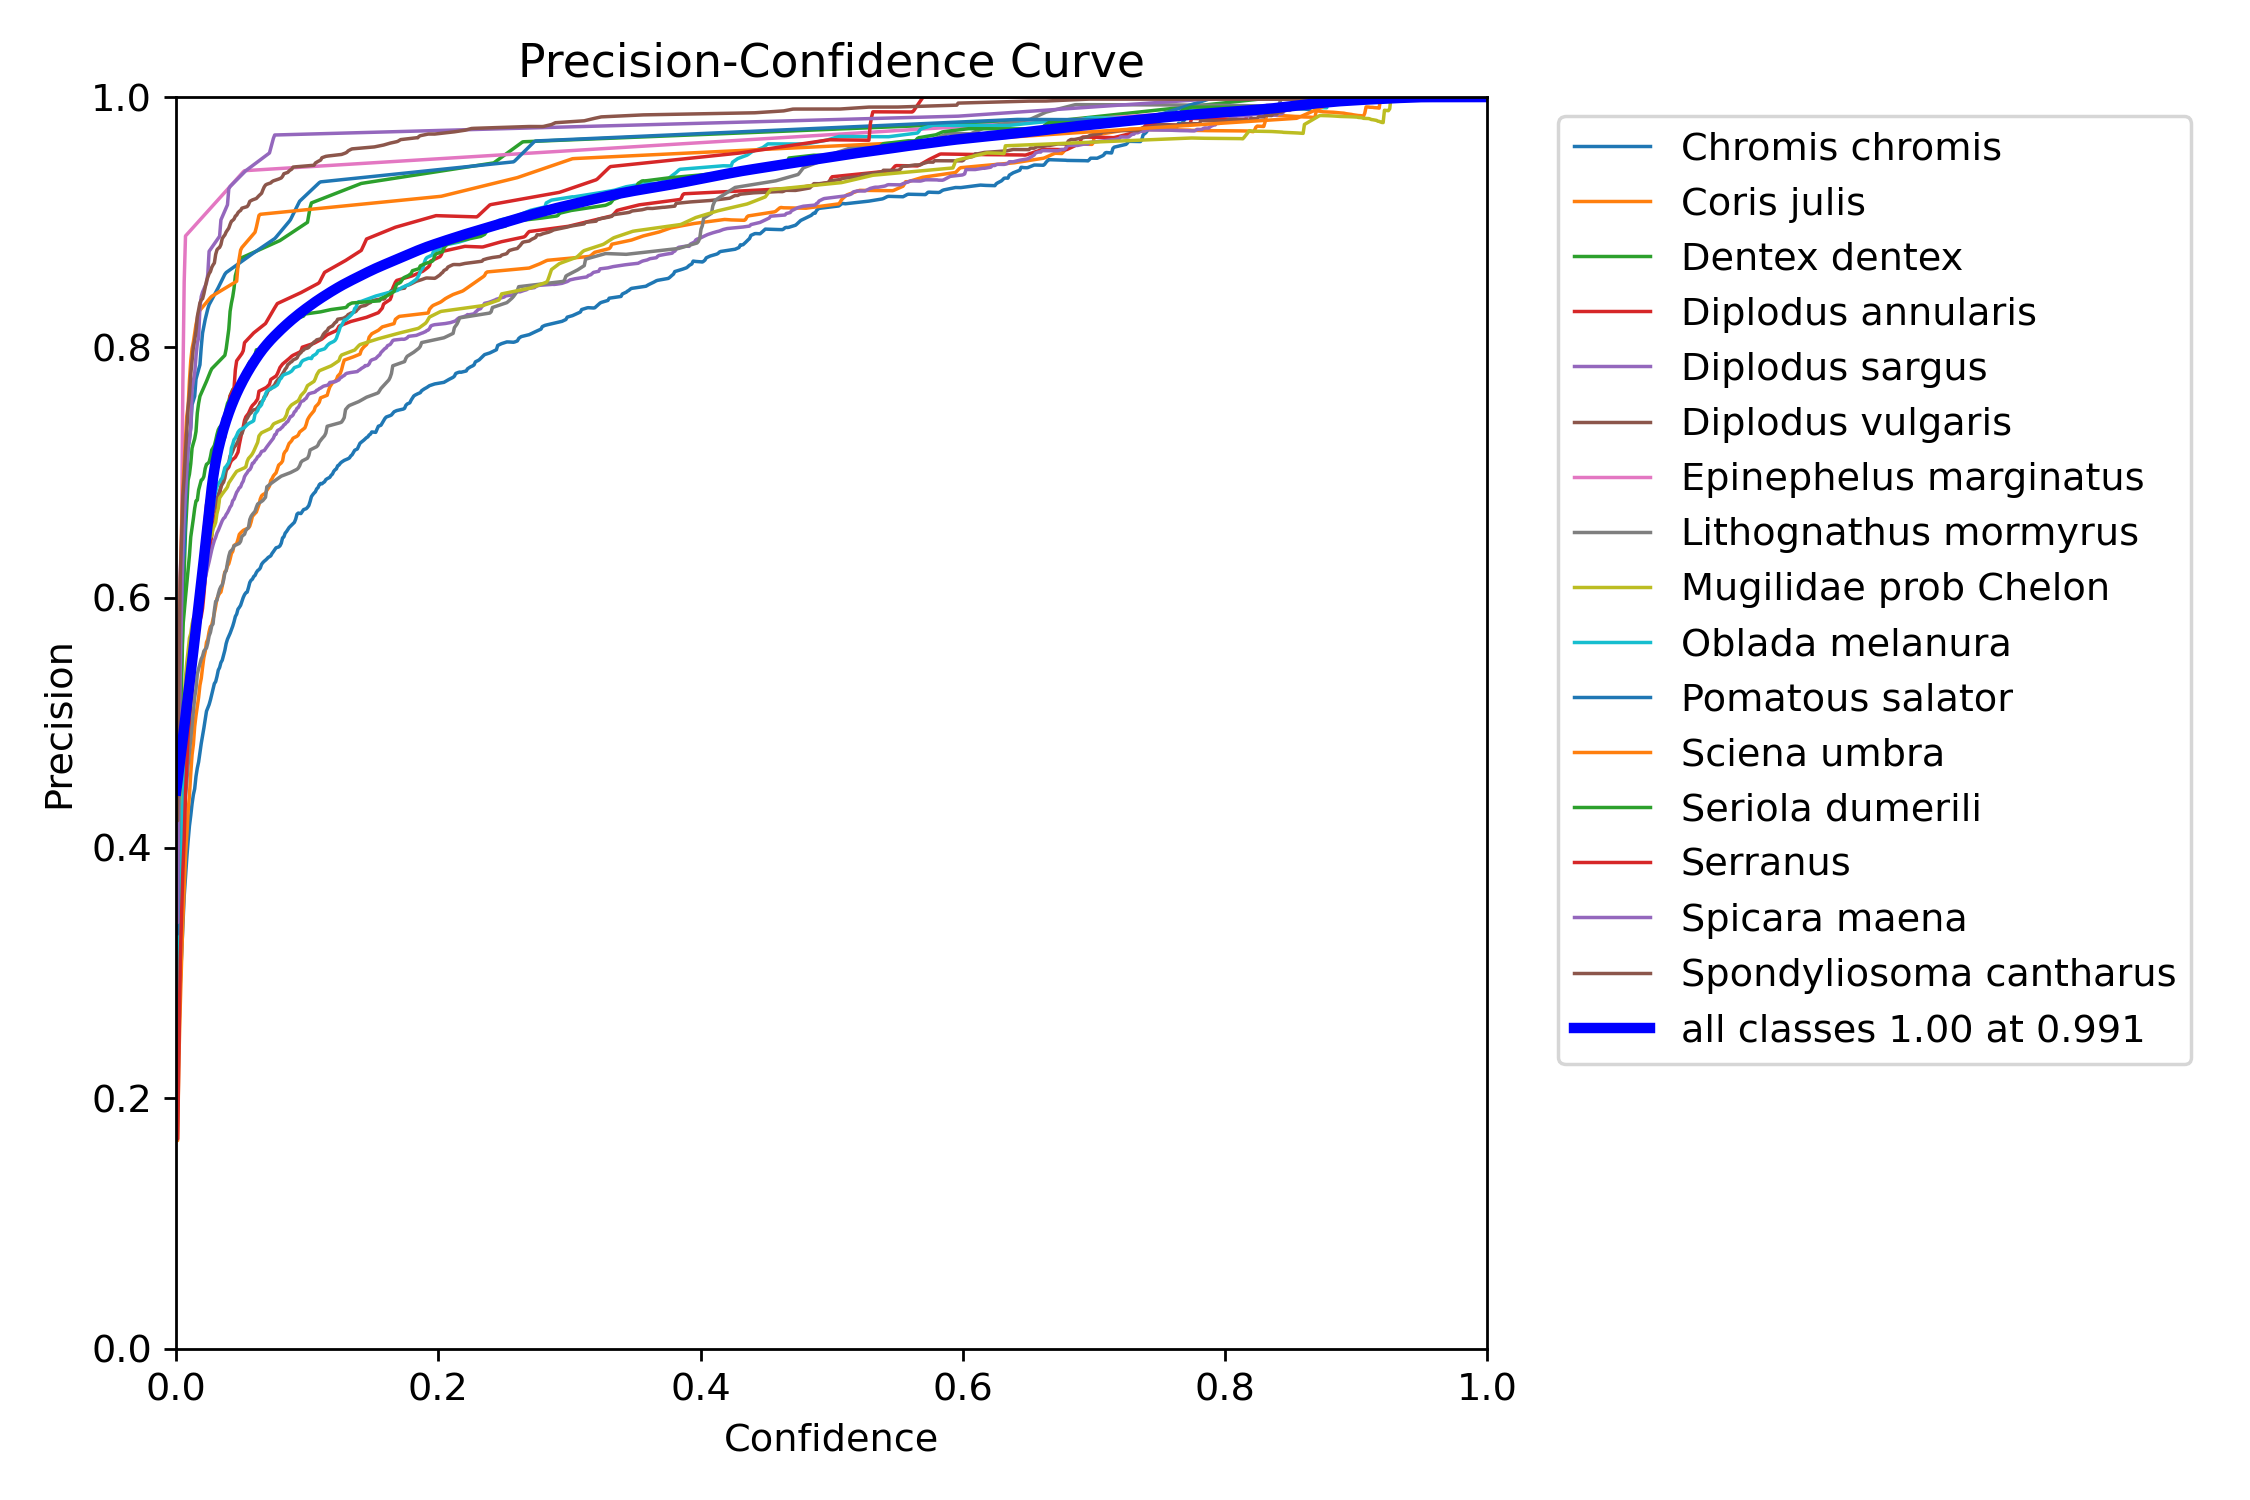 Precision-Confidence Curve
1.0
0.8
0.6
0.4
0.2
0.0
Precision
0.0 0.2 0.4 0.6 0.8 1.0
Confidence
Chromis chromis
Coris julis
Dentex dentex
Diplodus annularis
Diplodus sargus
Diplodus vulgaris
Epinephelus marginatus
Lithognathus mormyrus
Mugilidae prob Chelon
Oblada melanura
Pomatous salator
Sciena umbra
Seriola dumerili
Serranus
Spicara maena
Spondyliosoma cantharus
all classes 1.00 at 0.991